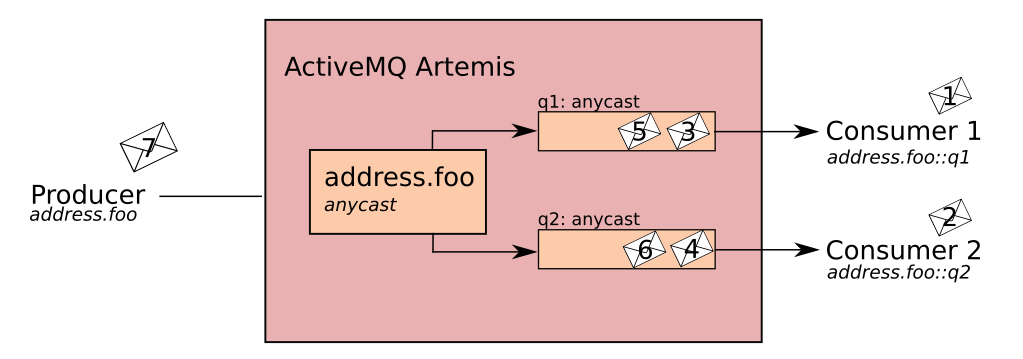 ActiveMQ Artemis
7
Producer
address.foo
address.foo
anycast
q1: anycast
5 3
q2: anycast
6 4
1
Consumer 1
address.foo::q1
2
Consumer 2
address.foo::q2